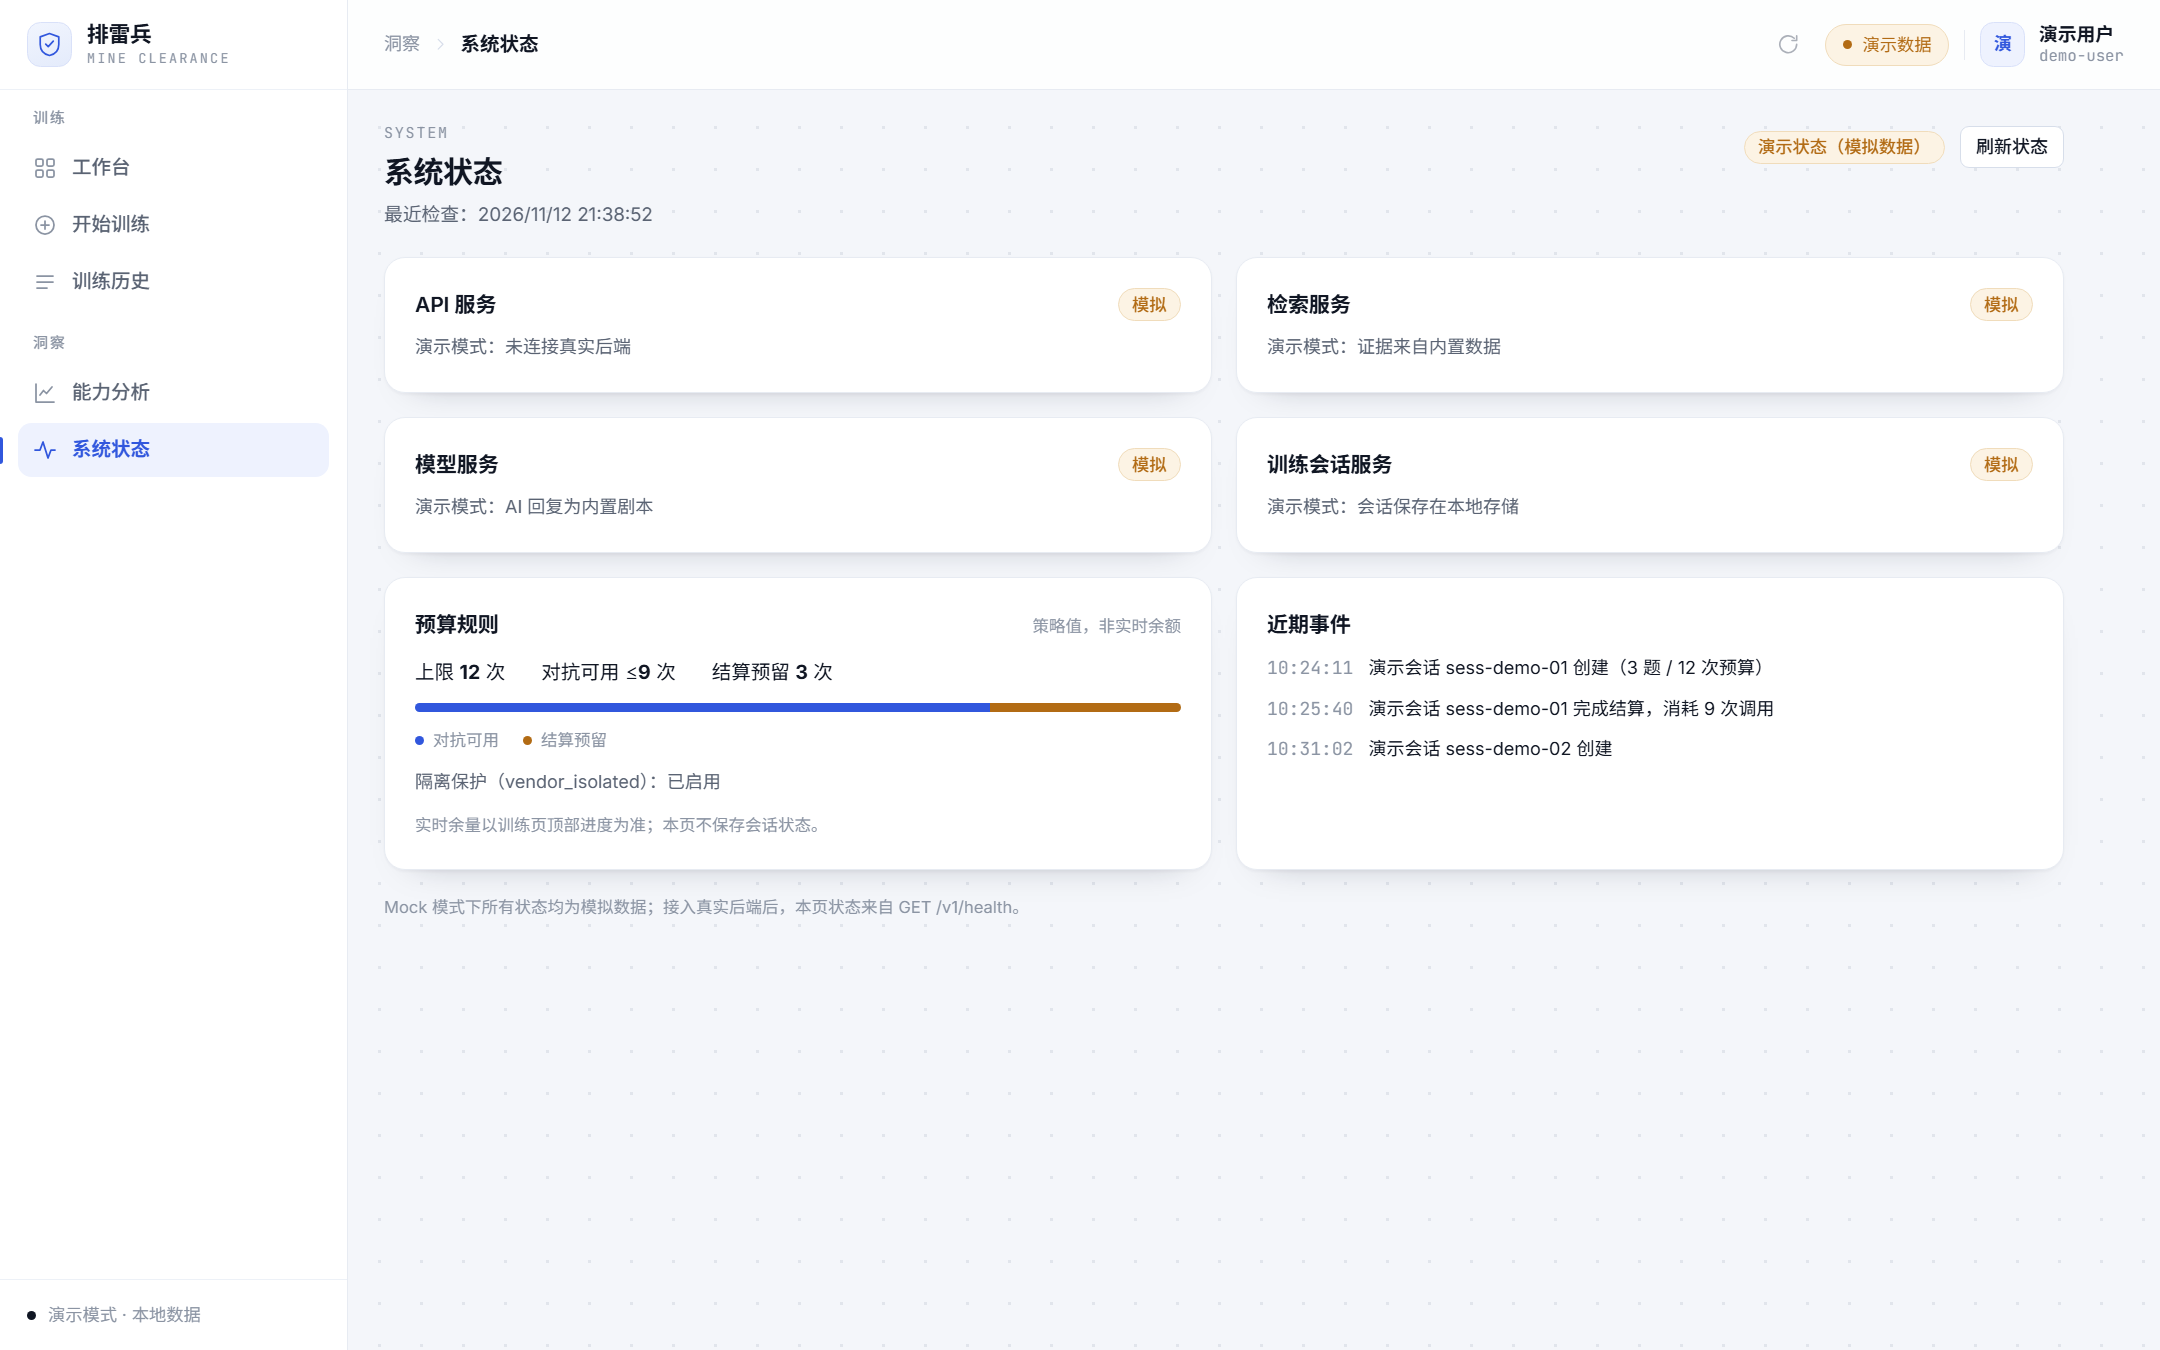 排雷兵
MINE CLEARANCE
训练
工作台
开始训练
训练历史
洞察
能力分析
系统状态
演示模式 · 本地数据
洞察
系统状态
演示数据
演
演示用户
demo-user
SYSTEM
系统状态
最近检查：2026/11/12 21:38:52
演示状态（模拟数据）
刷新状态
API 服务
模拟
演示模式：未连接真实后端
检索服务
模拟
演示模式：证据来自内置数据
模型服务
模拟
演示模式：AI 回复为内置剧本
训练会话服务
模拟
演示模式：会话保存在本地存储
预算规则
策略值，非实时余额
上限 12 次 对抗可用 ≤9 次 结算预留 3 次
对抗可用 结算预留
隔离保护（vendor_isolated）：已启用
实时余量以训练页顶部进度为准；本页不保存会话状态。
近期事件
10:24:11 演示会话 sess-demo-01 创建（3 题 / 12 次预算）
10:25:40 演示会话 sess-demo-01 完成结算，消耗 9 次调用
10:31:02 演示会话 sess-demo-02 创建
Mock 模式下所有状态均为模拟数据；接入真实后端后，本页状态来自 GET /v1/health。